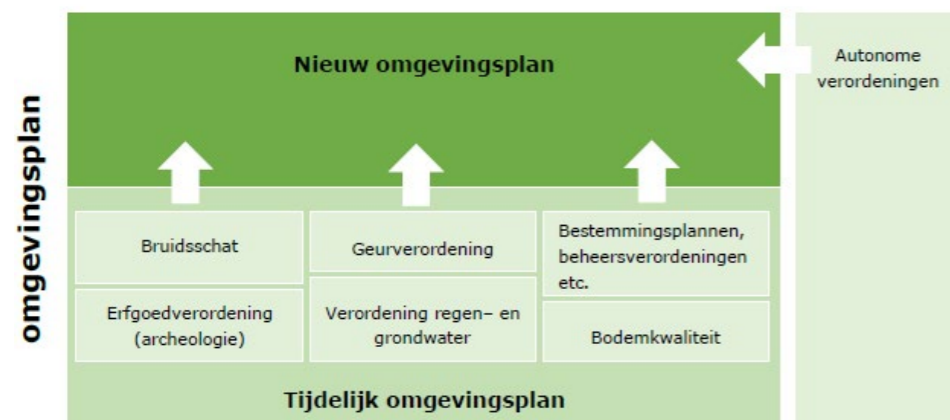 omgevingsplan
Nieuw omgevingsplan
Autonome
verordeningen
Bruidsschat
Geurverordening
Bestemmingsplannen,
beheersverordeningen
etc.
Erfgoedverordening
(archeologie)
Verordening regen– en
grondwater
Bodemkwaliteit
Tijdelijk omgevingsplan